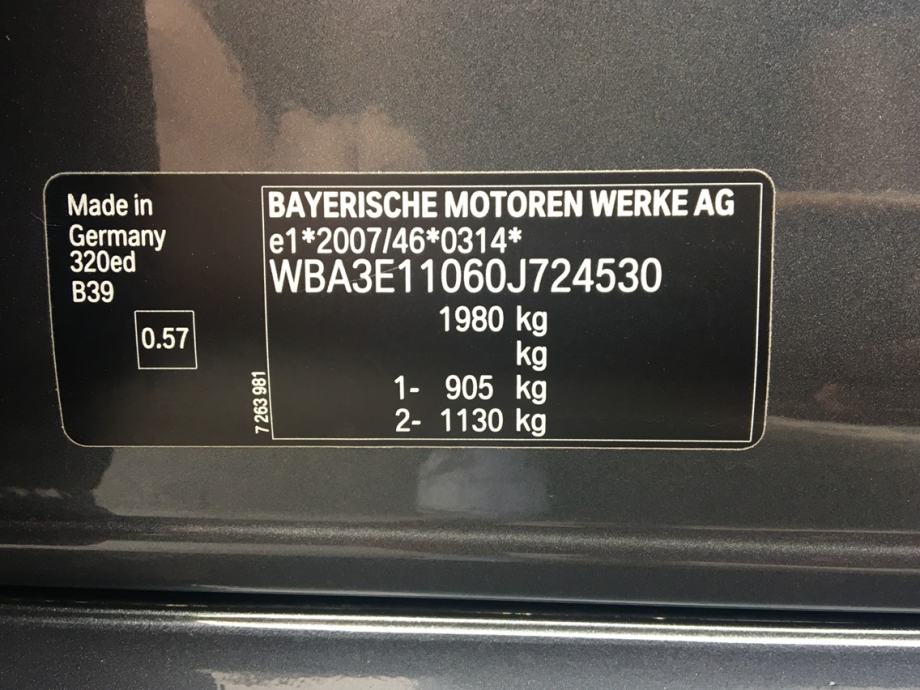 Made in
Germany
320ed
B39
0.57
7 263 981
BAYERISCHE MOTOREN WERKE AG
e1*2007/46*0314*
WBA3E11060J724530
1980 kg
kg
1- 905 kg
2- 1130 kg